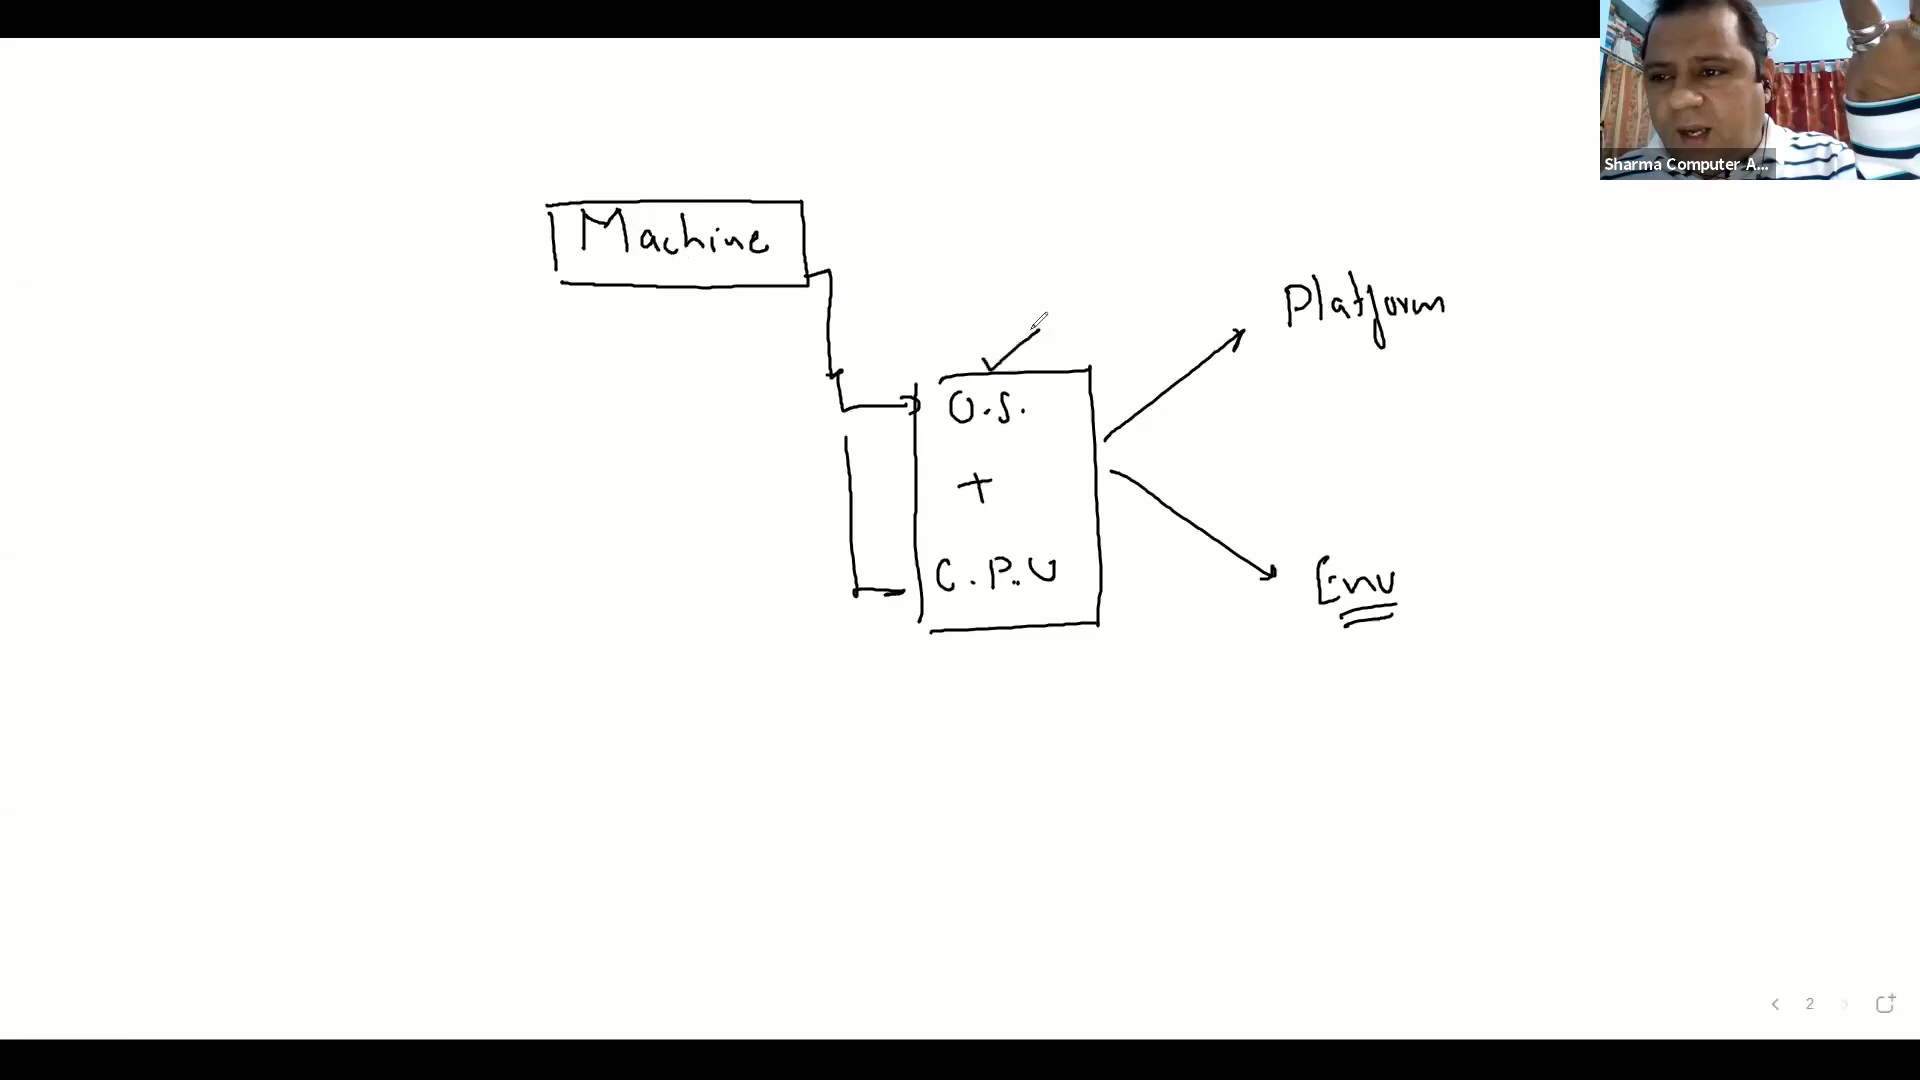 Sharma Computer A...
Machine
Platform
O.S.
+
C.P.U
Env
2